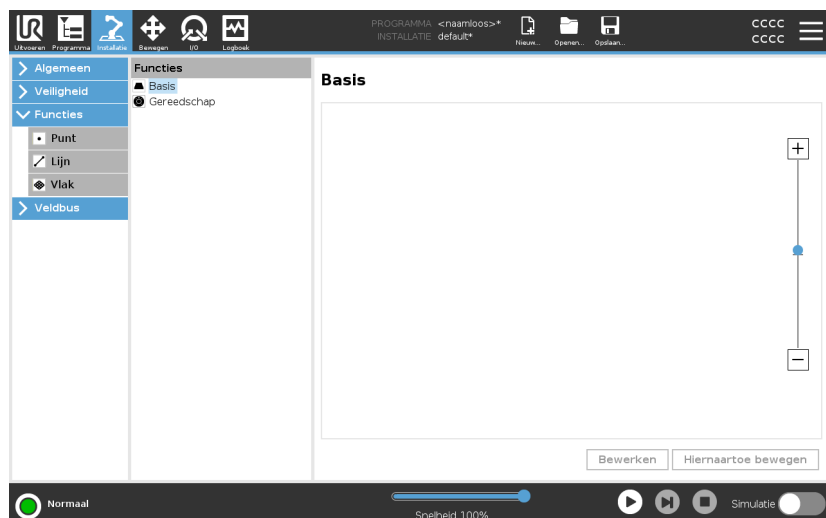 PROGRAMMA <naamloos>*
INSTALLATIE default*
cccc
cccc
Uitvoeren Programma Installatie Bewegen I/O Logboek
Nieuw... Openen... Opslaan...
Algemeen
Veiligheid
Functies
Punt
Lijn
Vlak
Veldbus
Functies
Basis
Gereedschap
Basis
+
−
Bewerken Hiernaartoe bewegen
Normaal
Snelheid 100%
Simulatie